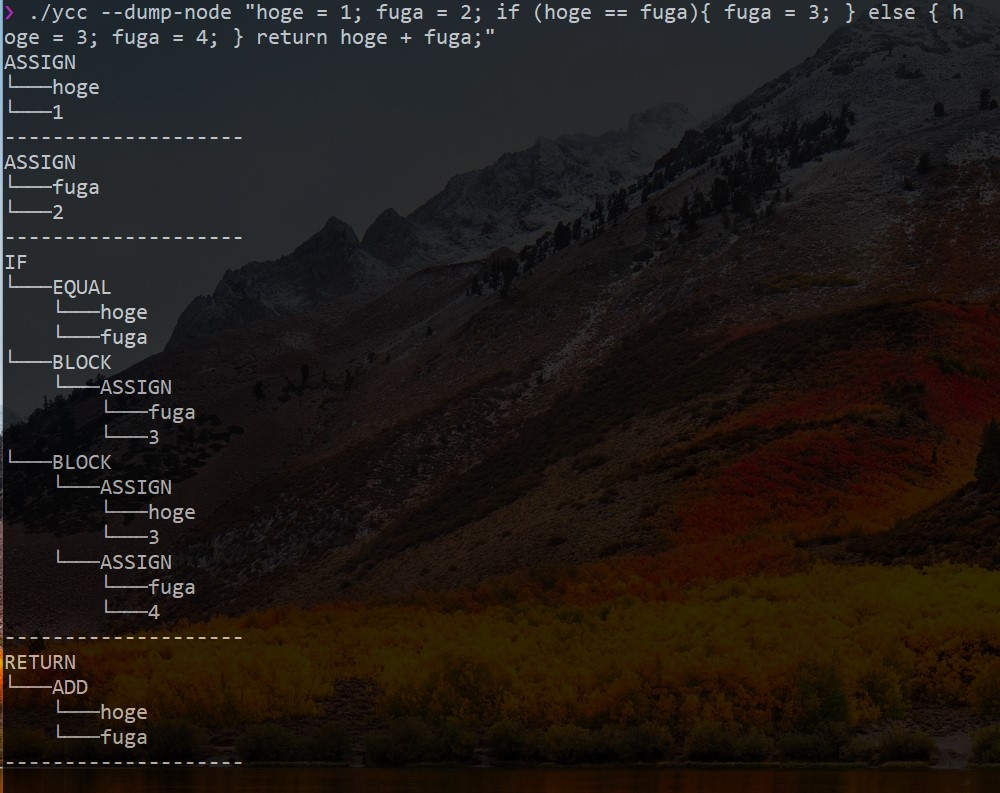 ❯ ./ycc --dump-node "hoge = 1; fuga = 2; if (hoge == fuga){ fuga = 3; } else { h
oge = 3; fuga = 4; } return hoge + fuga;"
ASSIGN
└───hoge
└───1
--------------------
ASSIGN
└───fuga
└───2
--------------------
IF
└───EQUAL
    └───hoge
    └───fuga
└───BLOCK
    └───ASSIGN
        └───fuga
        └───3
└───BLOCK
    └───ASSIGN
        └───hoge
        └───3
    └───ASSIGN
        └───fuga
        └───4
--------------------
RETURN
└───ADD
    └───hoge
    └───fuga
--------------------